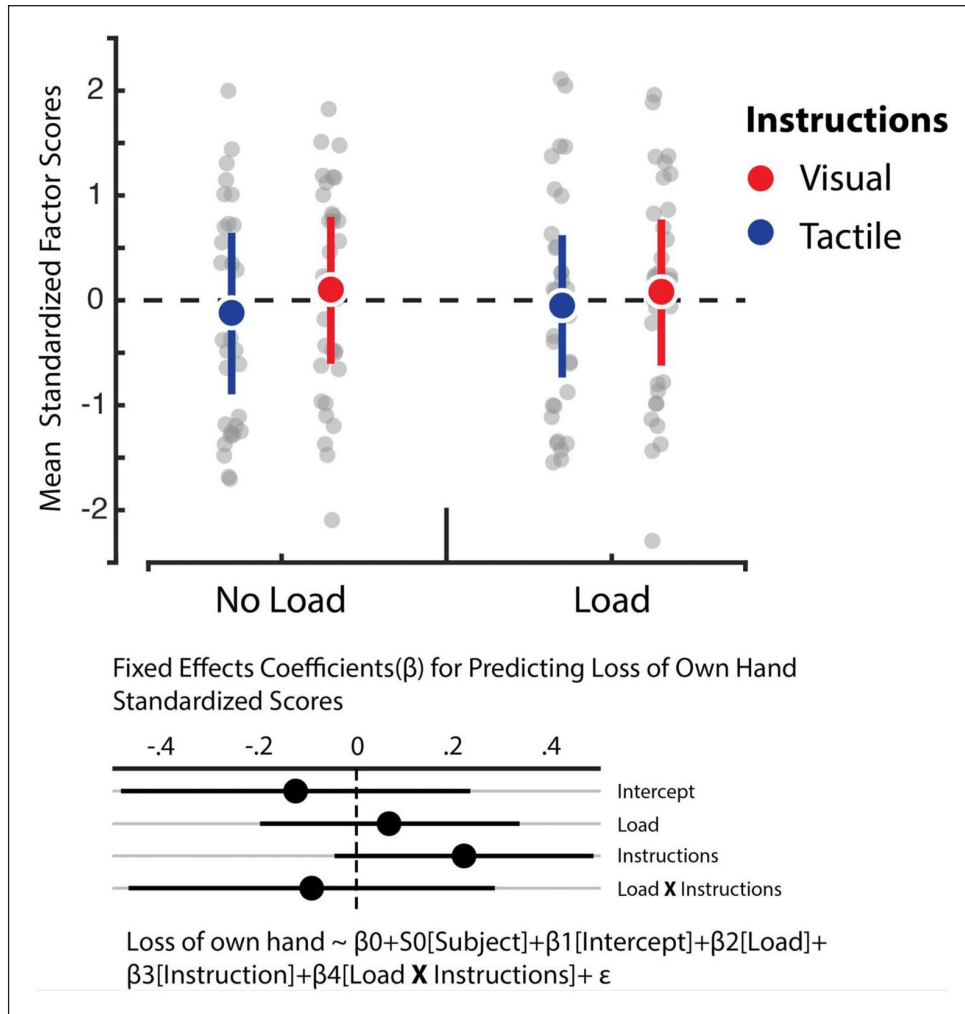 Mean Standardized Factor Scores
2
1
0
-1
-2
Instructions
Visual
Tactile
No Load
Load
Fixed Effects Coefficients(β) for Predicting Loss of Own Hand
Standardized Scores
-.4 -.2 0 .2 .4
Intercept
Load
Instructions
Load X Instructions
Loss of own hand ~ β0+S0[Subject]+β1[Intercept]+β2[Load]+
β3[Instruction]+β4[Load X Instructions]+ ε